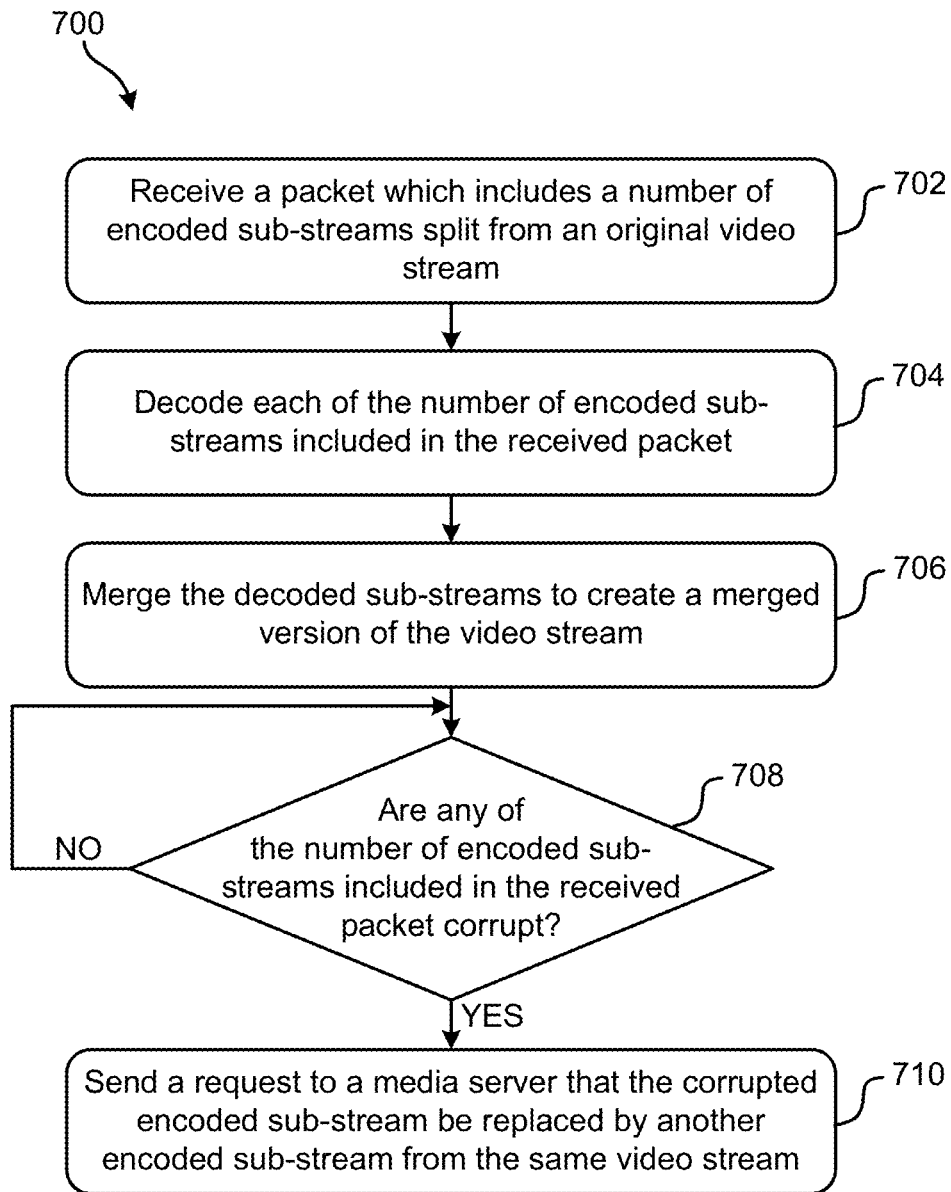 700
Receive a packet which includes a number of
encoded sub-streams split from an original video
stream
702
Decode each of the number of encoded sub-
streams included in the received packet
704
Merge the decoded sub-streams to create a merged
version of the video stream
706
Are any of
the number of encoded sub-
streams included in the received
packet corrupt?
708
NO
YES
Send a request to a media server that the corrupted
encoded sub-stream be replaced by another
encoded sub-stream from the same video stream
710